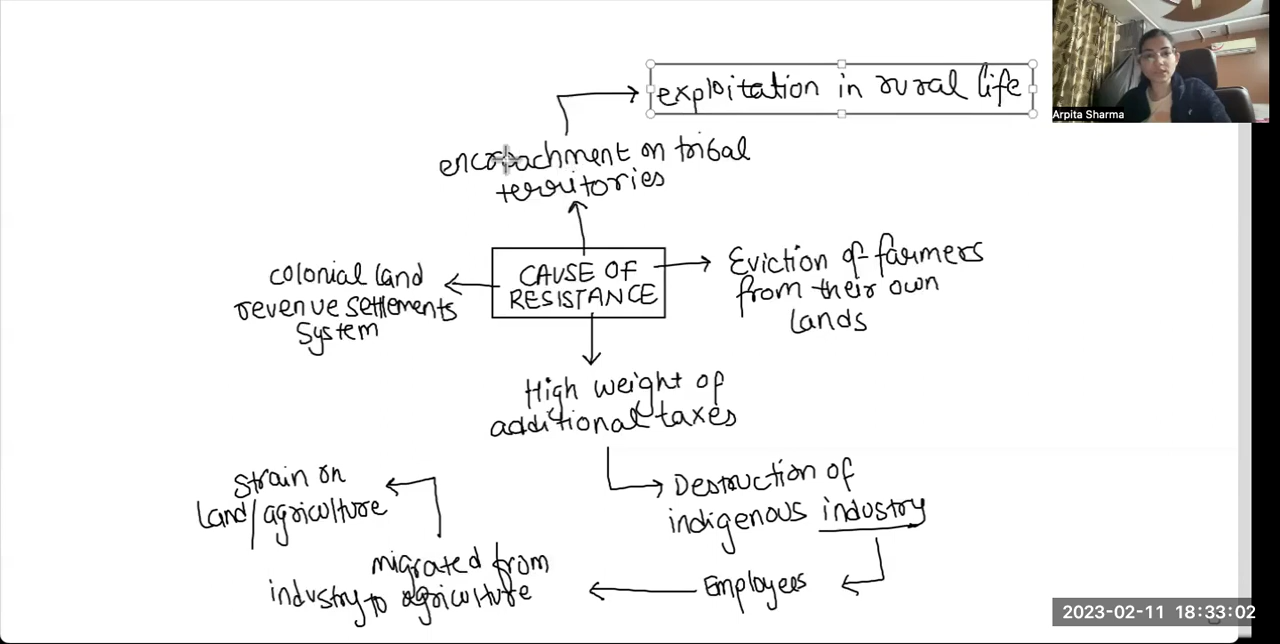 exploitation in rural life
Arpita Sharma
encroachment on tribal
territories
CAUSE OF
RESISTANCE
colonial land
revenue settlements
System
Eviction of farmers
from their own
lands
High weight of
additional taxes
Destruction of
indigenous industry
Employees
migrated from
industry to agriculture
strain on
land/agriculture
2023-02-11 18:33:02